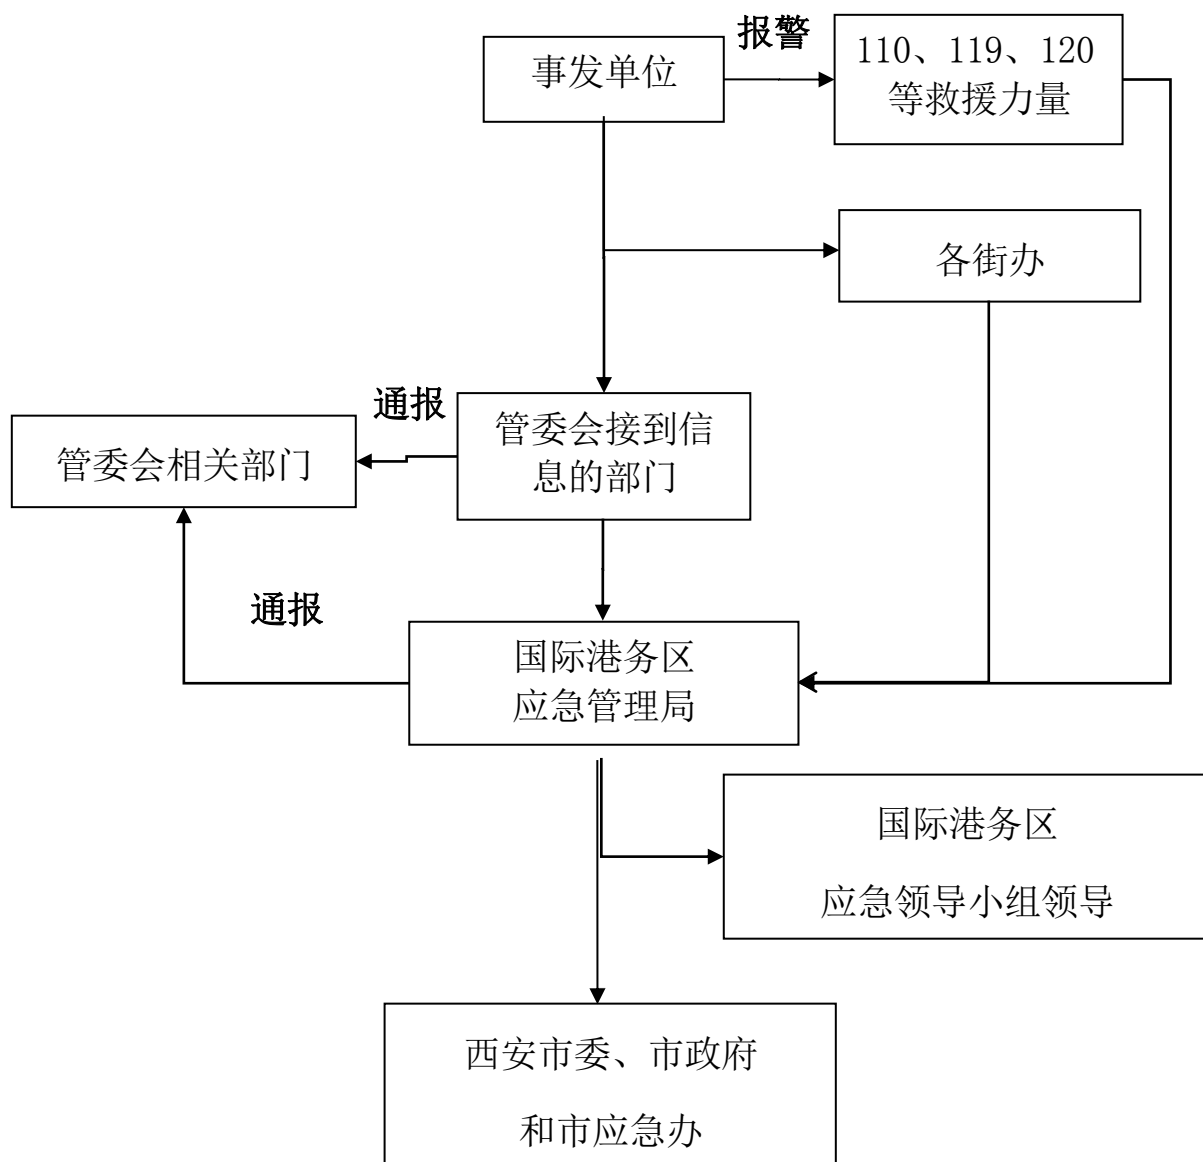 报警
事发单位
110、119、120
等救援力量
各街办
通报
管委会接到信
息的部门
管委会相关部门
通报
国际港务区
应急管理局
国际港务区
应急领导小组领导
西安市委、市政府
和市应急办